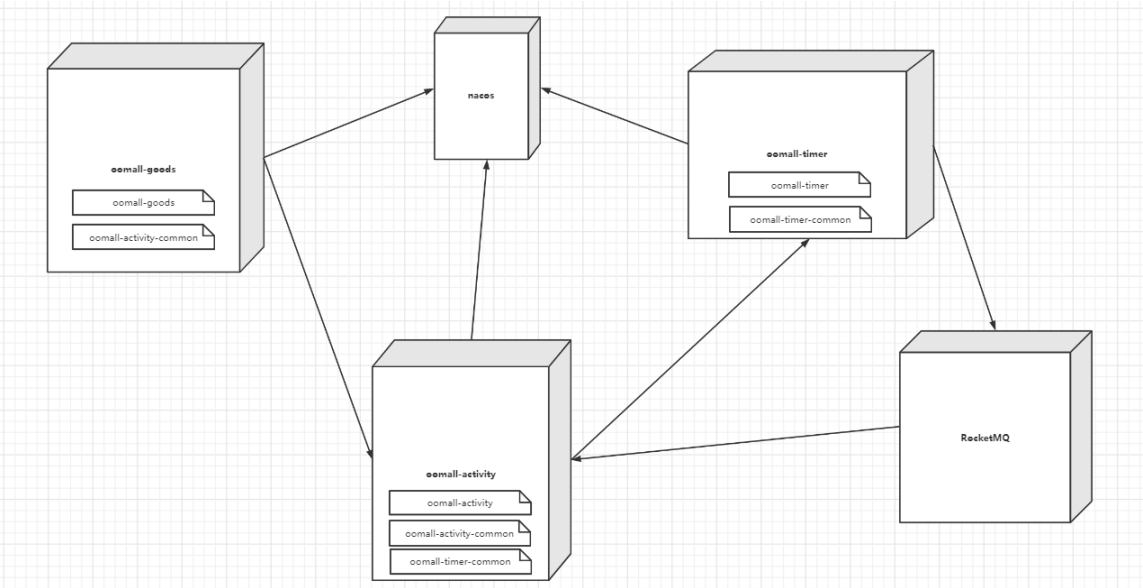 nacos
oomall-goods
oomall-goods
oomall-activity-common
oomall-timer
oomall-timer
oomall-timer-common
RocketMQ
oomall-activity
oomall-activity
oomall-activity-common
oomall-timer-common